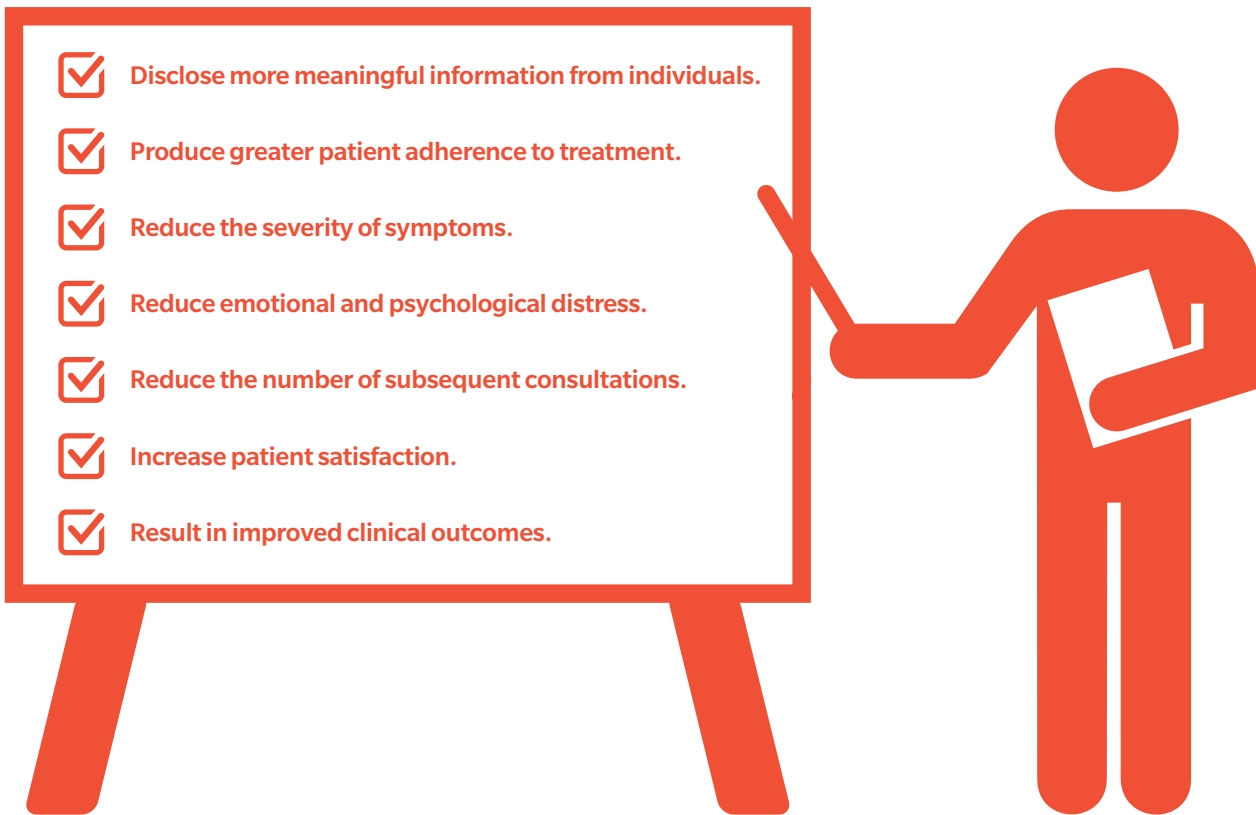 Disclose more meaningful information from individuals.
Produce greater patient adherence to treatment.
Reduce the severity of symptoms.
Reduce emotional and psychological distress.
Reduce the number of subsequent consultations.
Increase patient satisfaction.
Result in improved clinical outcomes.